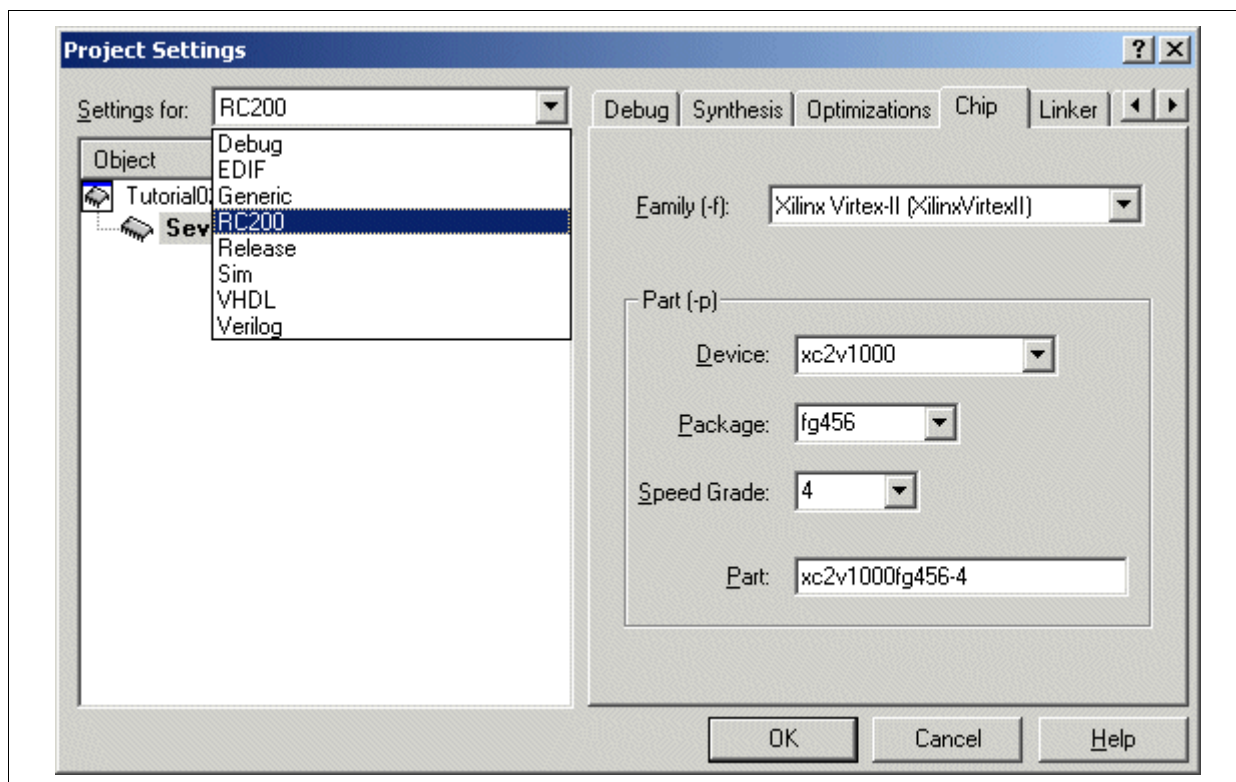 Project Settings
Settings for: RC200
Debug
EDIF
Generic
RC200
Release
Sim
VHDL
Verilog
Object
Sev
Debug Synthesis Optimizations Chip Linker
Family (-f): Xilinx Virtex-II (XilinxVirtexII)
Part (-p)
Device: xc2v1000
Package: fg456
Speed Grade: 4
Part: xc2v1000fg456-4
OK Cancel Help